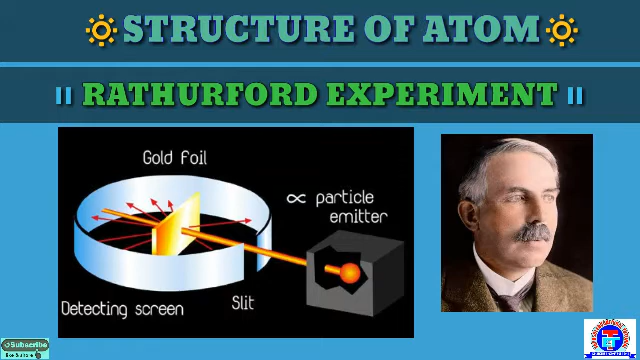 STRUCTURE OF ATOM
RATHURFORD EXPERIMENT
Gold Foil
∝ particle
emitter
Detecting screen
Slit
Subscribe